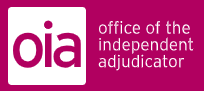 oia
office of the
independent
adjudicator